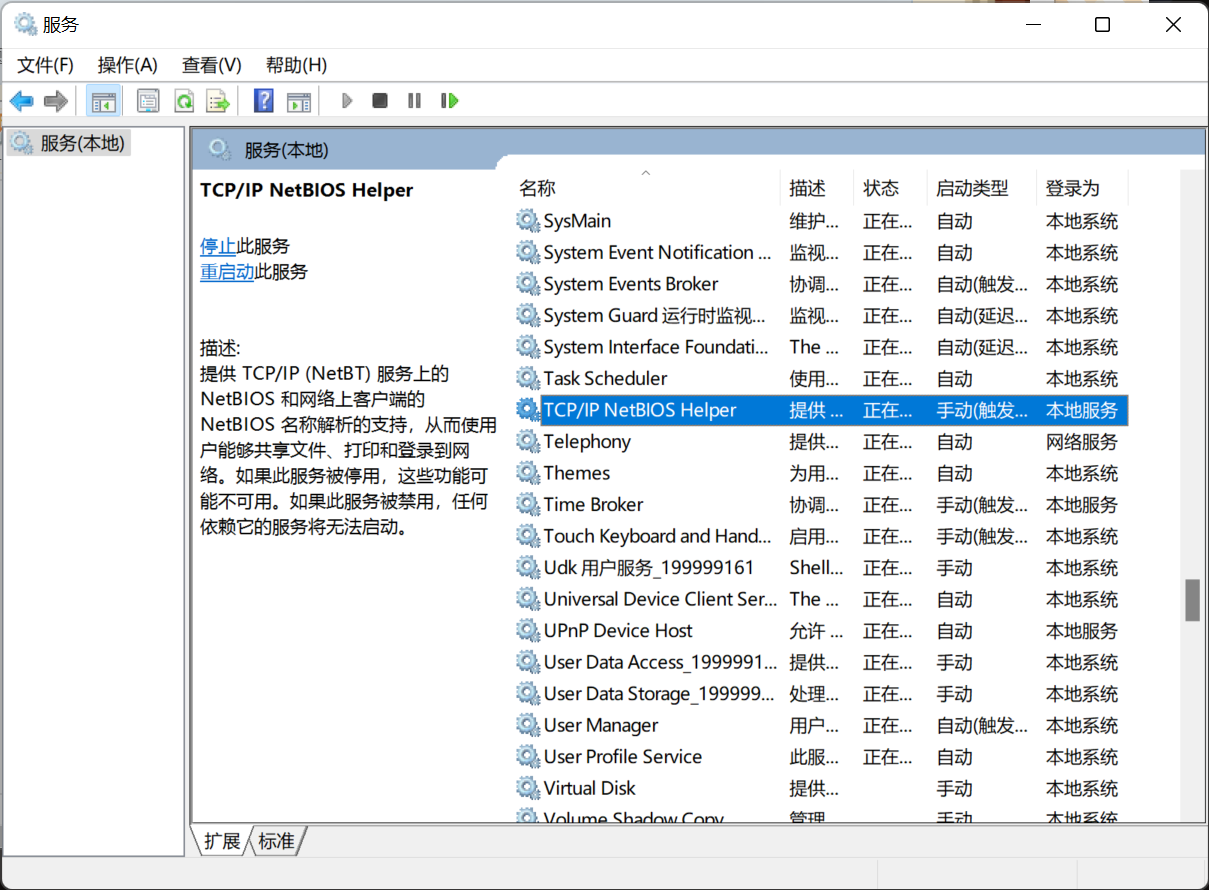 服务
文件(F) 操作(A) 查看(V) 帮助(H)
服务(本地)
服务(本地)
TCP/IP NetBIOS Helper
停止此服务
重启动此服务
描述:
提供 TCP/IP (NetBT) 服务上的
NetBIOS 和网络上客户端的
NetBIOS 名称解析的支持，从而使用
户能够共享文件、打印和登录到网
络。如果此服务被停用，这些功能可
能不可用。如果此服务被禁用，任何
依赖它的服务将无法启动。
名称 描述 状态 启动类型 登录为
SysMain 维护... 正在... 自动 本地系统
System Event Notification ... 监视... 正在... 自动 本地系统
System Events Broker 协调... 正在... 自动(触发... 本地系统
System Guard 运行时监视... 监视... 正在... 自动(延迟... 本地系统
System Interface Foundati... The ... 正在... 自动(延迟... 本地系统
Task Scheduler 使用... 正在... 自动 本地系统
TCP/IP NetBIOS Helper 提供 ... 正在... 手动(触发... 本地服务
Telephony 提供... 正在... 自动 网络服务
Themes 为用... 正在... 自动 本地系统
Time Broker 协调... 正在... 手动(触发... 本地服务
Touch Keyboard and Hand... 启用... 正在... 手动(触发... 本地系统
Udk 用户服务_199999161 Shell... 正在... 手动 本地系统
Universal Device Client Ser... The ... 正在... 自动 本地系统
UPnP Device Host 允许 ... 正在... 自动 本地服务
User Data Access_1999991... 提供... 正在... 手动 本地系统
User Data Storage_199999... 处理... 正在... 手动 本地系统
User Manager 用户... 正在... 自动(触发... 本地系统
User Profile Service 此服... 正在... 自动 本地系统
Virtual Disk 提供... 手动 本地系统
Volume Shadow Copy 管理... 手动 本地系统
扩展 标准